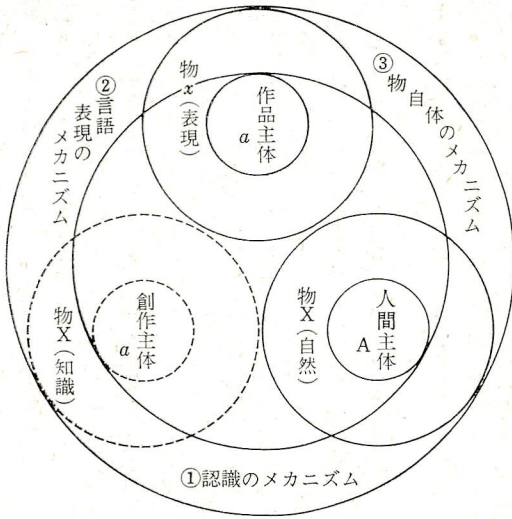 ③物自体のメカニズム
②言語
表現の
メカニズム
物x(表現)
作品主体
a
人間主体
A
物X(自然)
創作主体
a
物X(知識)
①認識のメカニズム